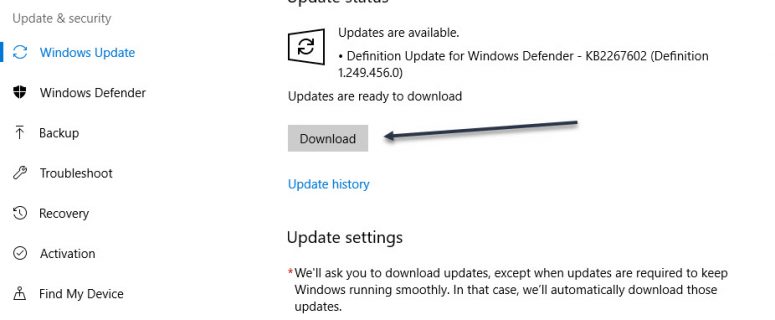 Update status
Update & security
Updates are available.
Windows Update
• Definition Update for Windows Defender - KB2267602 (Definition
1.249.456.0)
Windows Defender
Updates are ready to download
Backup
Download
Troubleshoot
Update history
Recovery
Update settings
Activation
*We'll ask you to download updates, except when updates are required to keep
Windows running smoothly. In that case, we'll automatically download those
updates.
Find My Device